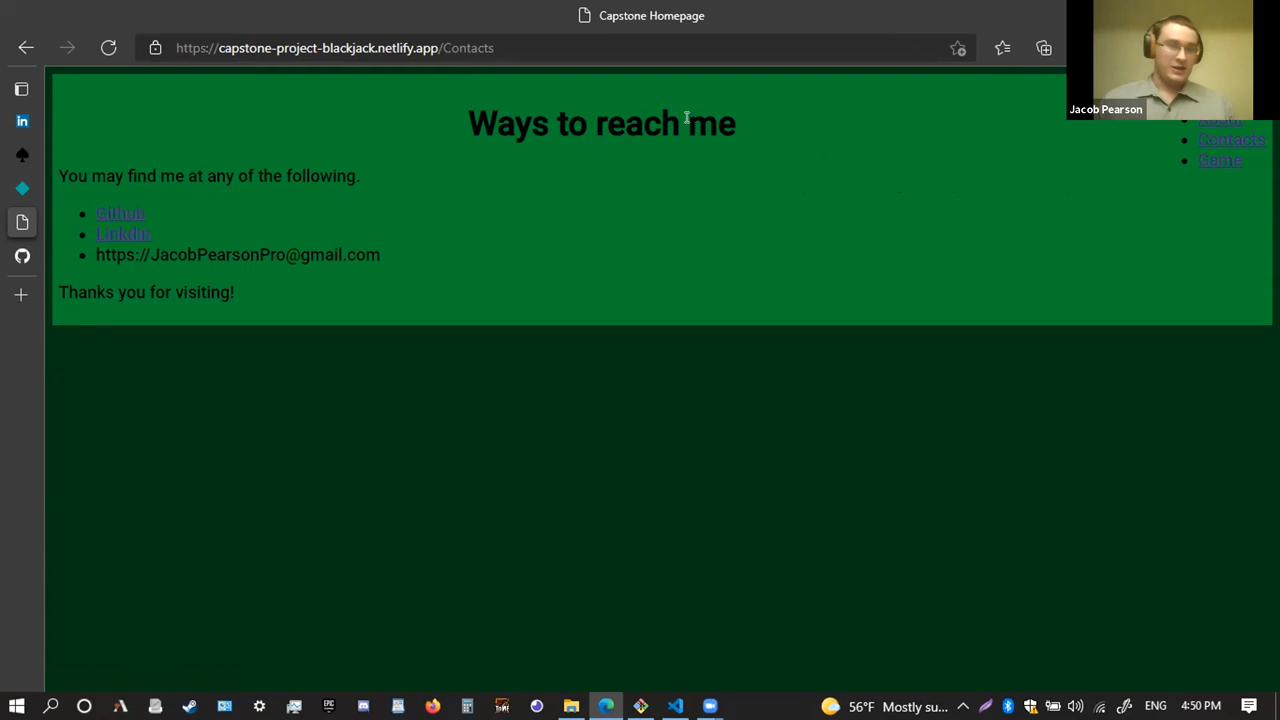 Capstone Homepage
https://capstone-project-blackjack.netlify.app/Contacts
Jacob Pearson
Ways to reach me
About
Contacts
Game
You may find me at any of the following.
Github
LinkdIn
https://JacobPearsonPro@gmail.com
Thanks you for visiting!
EPIC
56°F Mostly su...
ENG
4:50 PM